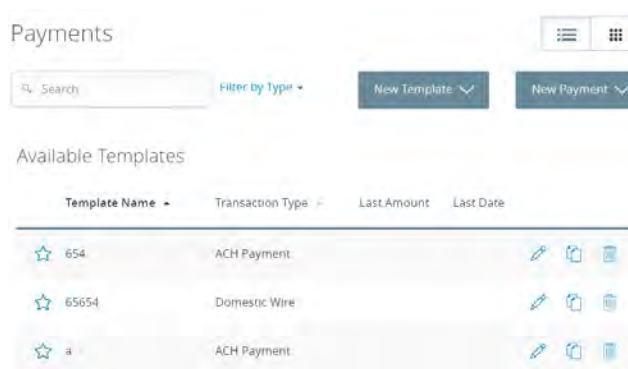 Payments
Search Filter by Type New Template New Payment
Available Templates
Template Name Transaction Type Last Amount Last Date
654 ACH Payment
65654 Domestic Wire
a ACH Payment